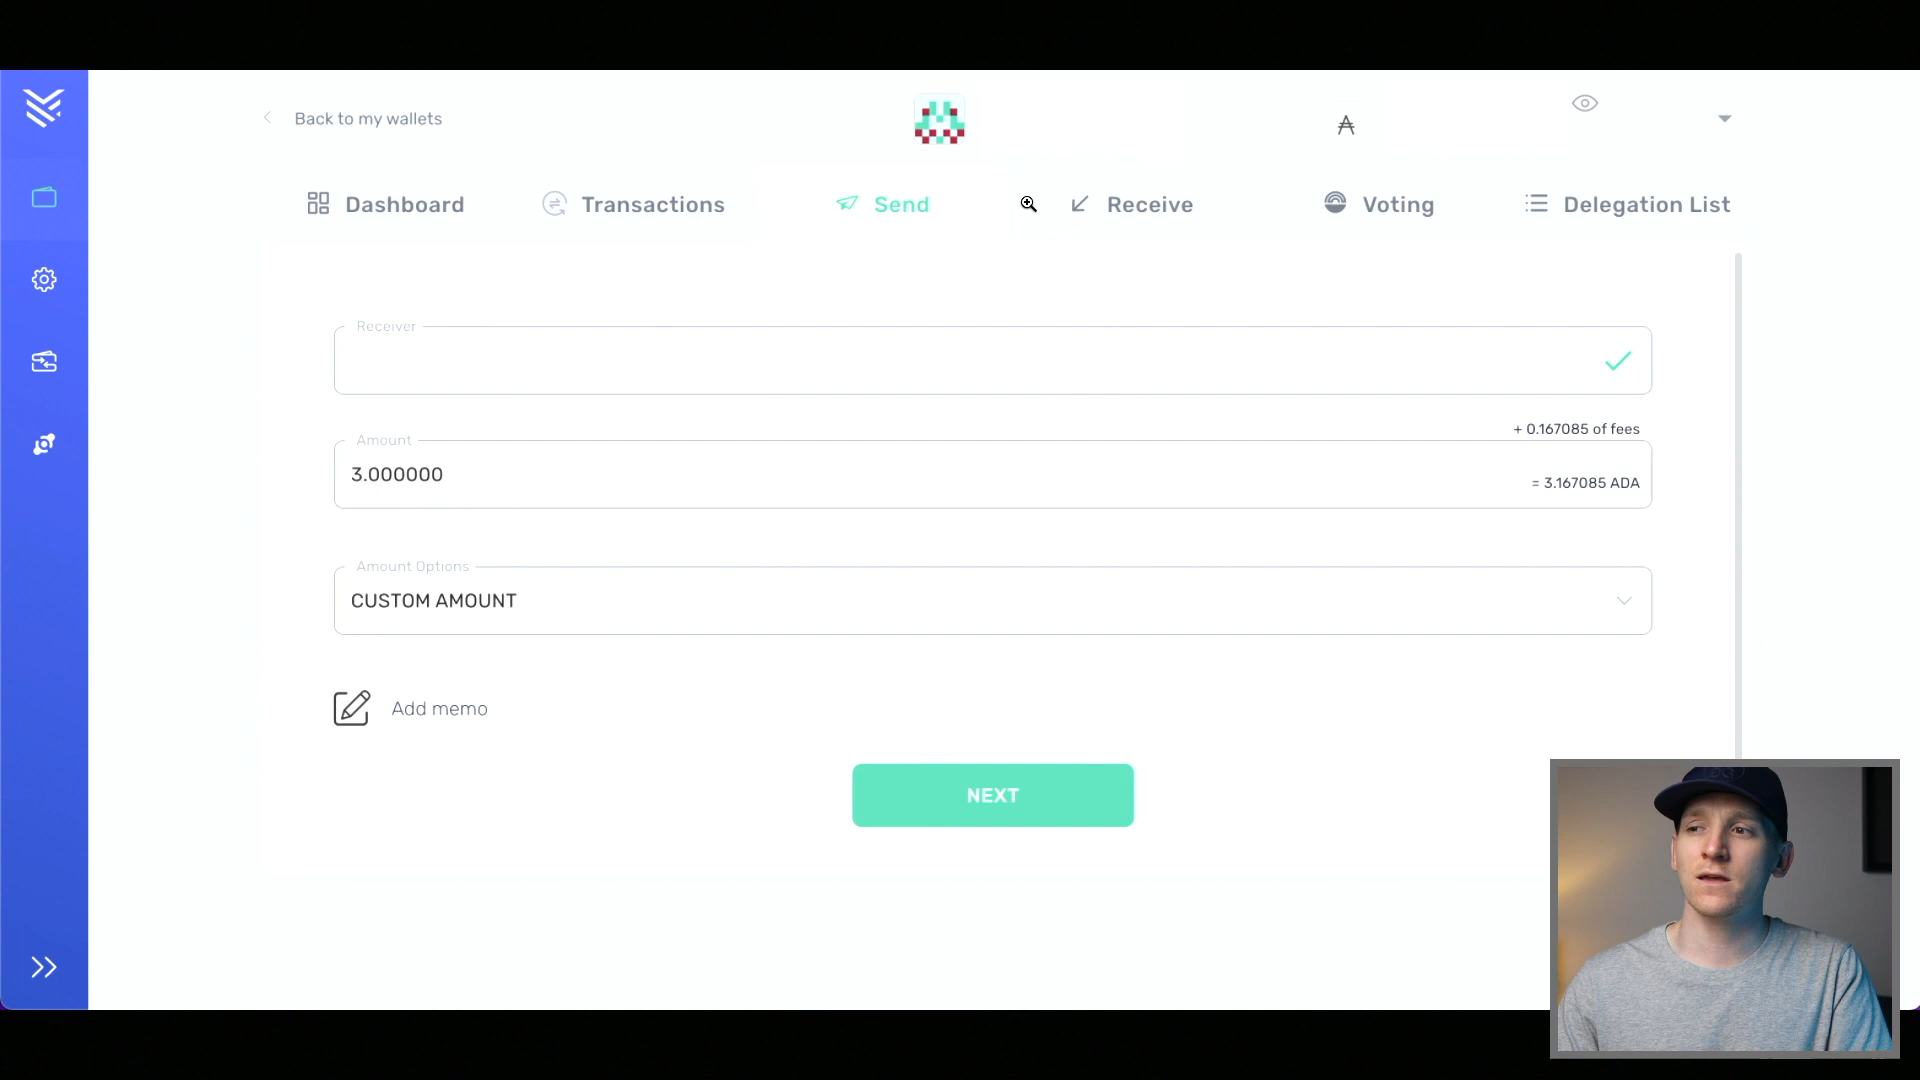 Back to my wallets
Dashboard
Transactions
Send
Receive
Voting
Delegation List
Receiver
+ 0.167085 of fees
Amount
3.000000
= 3.167085 ADA
Amount Options
CUSTOM AMOUNT
Add memo
NEXT